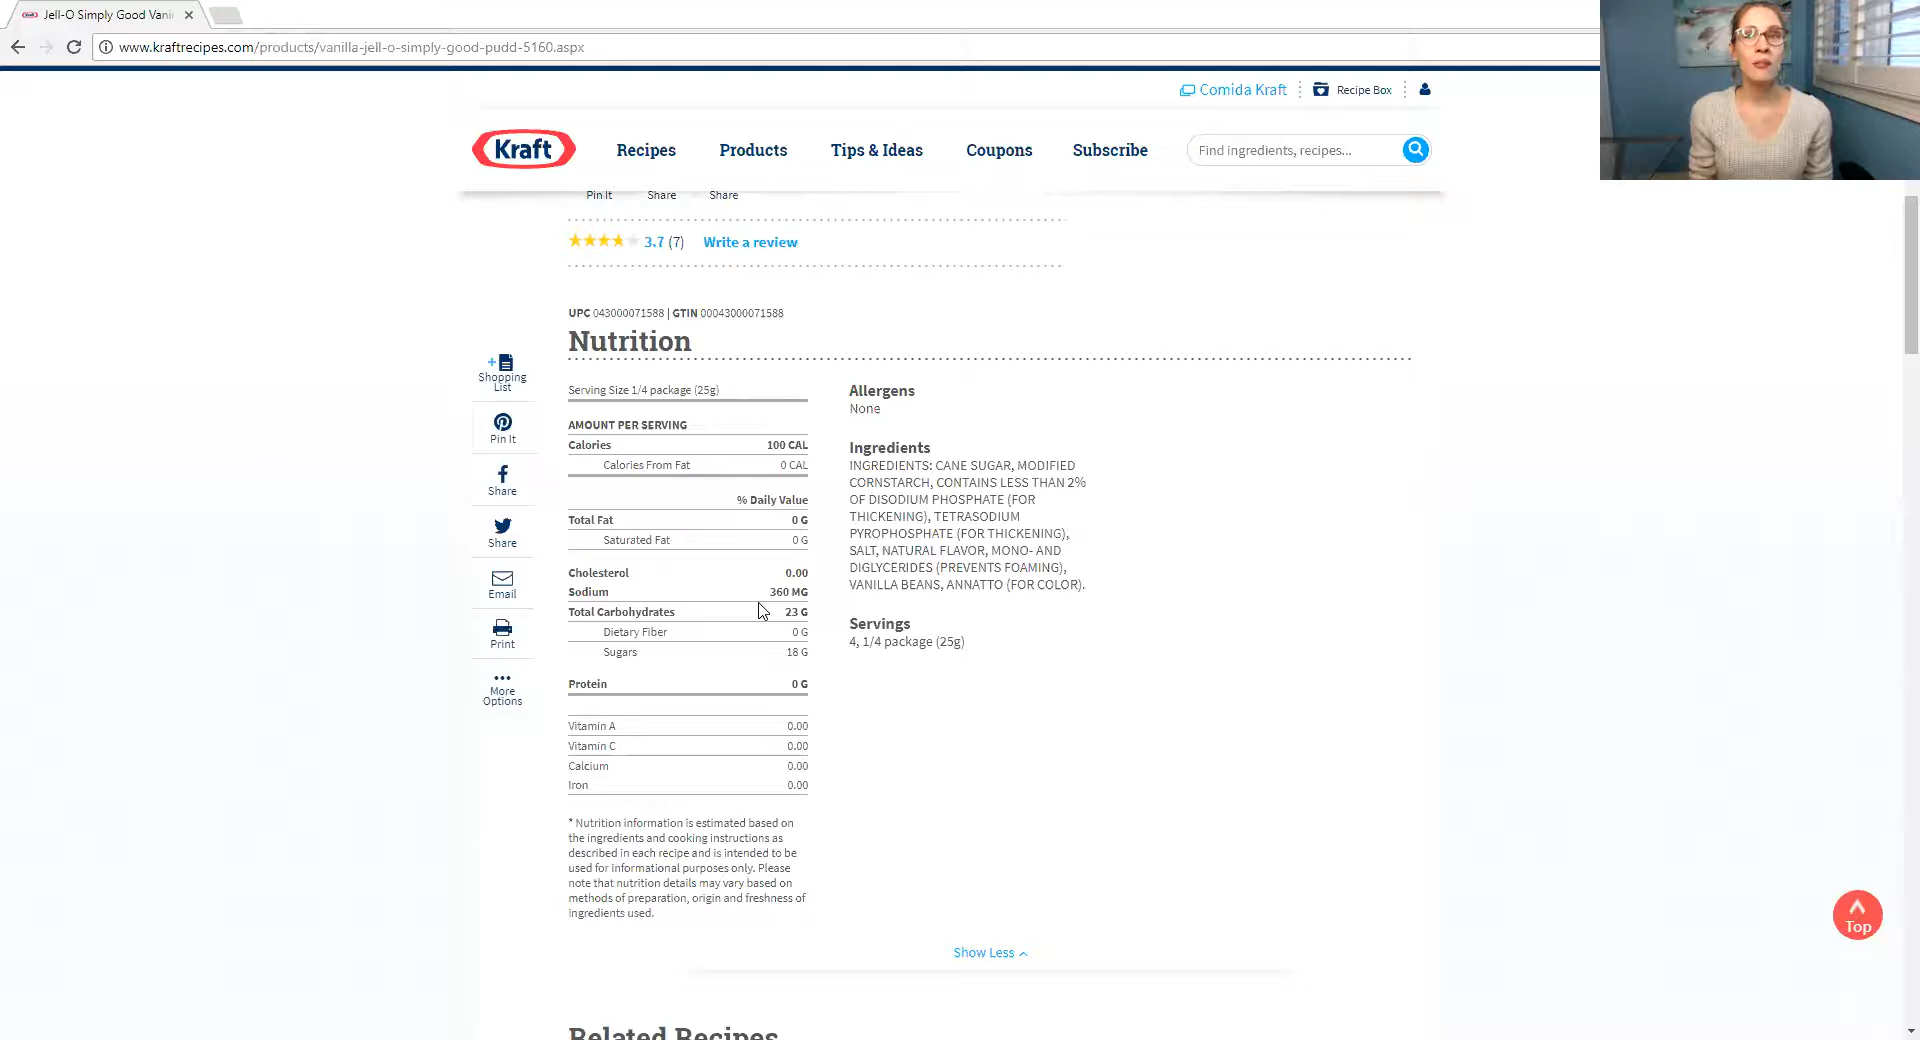 Jell-O Simply Good Vani
www.kraftrecipes.com/products/vanilla-jell-o-simply-good-pudd-5160.aspx
Comida Kraft
Recipe Box
Kraft
Recipes
Products
Tips & Ideas
Coupons
Subscribe
Find ingredients, recipes...
Pin It
Share
Share
3.7 (7)
Write a review
UPC 043000071588 | GTIN 00043000071588
Nutrition
Shopping
List
Pin It
Share
Share
Email
Print
More
Options
Serving Size 1/4 package (25g)
AMOUNT PER SERVING
Calories 100 CAL
Calories From Fat 0 CAL
% Daily Value
Total Fat 0 G
Saturated Fat 0 G
Cholesterol 0.00
Sodium 360 MG
Total Carbohydrates 23 G
Dietary Fiber 0 G
Sugars 18 G
Protein 0 G
Vitamin A 0.00
Vitamin C 0.00
Calcium 0.00
Iron 0.00
* Nutrition information is estimated based on
the ingredients and cooking instructions as
described in each recipe and is intended to be
used for informational purposes only. Please
note that nutrition details may vary based on
methods of preparation, origin and freshness of
ingredients used.
Allergens
None
Ingredients
INGREDIENTS: CANE SUGAR, MODIFIED
CORNSTARCH, CONTAINS LESS THAN 2%
OF DISODIUM PHOSPHATE (FOR
THICKENING), TETRASODIUM
PYROPHOSPHATE (FOR THICKENING),
SALT, NATURAL FLAVOR, MONO- AND
DIGLYCERIDES (PREVENTS FOAMING),
VANILLA BEANS, ANNATTO (FOR COLOR).
Servings
4, 1/4 package (25g)
Show Less
Top
Related Recipes